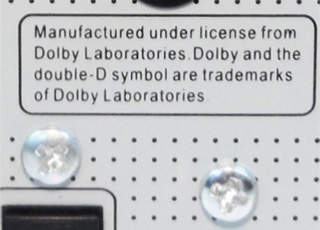 Manufactured under license from
Dolby Laboratories.Dolby and the
double-D symbol are trademarks
of Dolby Laboratories